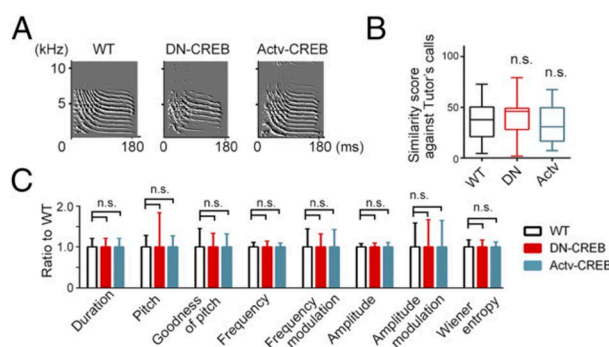 A
B
(kHz)
WT
DN-CREB
Actv-CREB
10
5
0
180
0
180
0
180
(ms)
Similarity score
against Tutor's calls
100
50
0
n.s.
n.s.
WT
DN
Actv
C
Ratio to WT
2.0
1.0
0
n.s.
n.s.
n.s.
n.s.
n.s.
n.s.
n.s.
n.s.
WT
DN-CREB
Actv-CREB
Duration
Pitch
Goodness
of pitch
Frequency
Frequency
modulation
Amplitude
Amplitude
modulation
Wiener
entropy